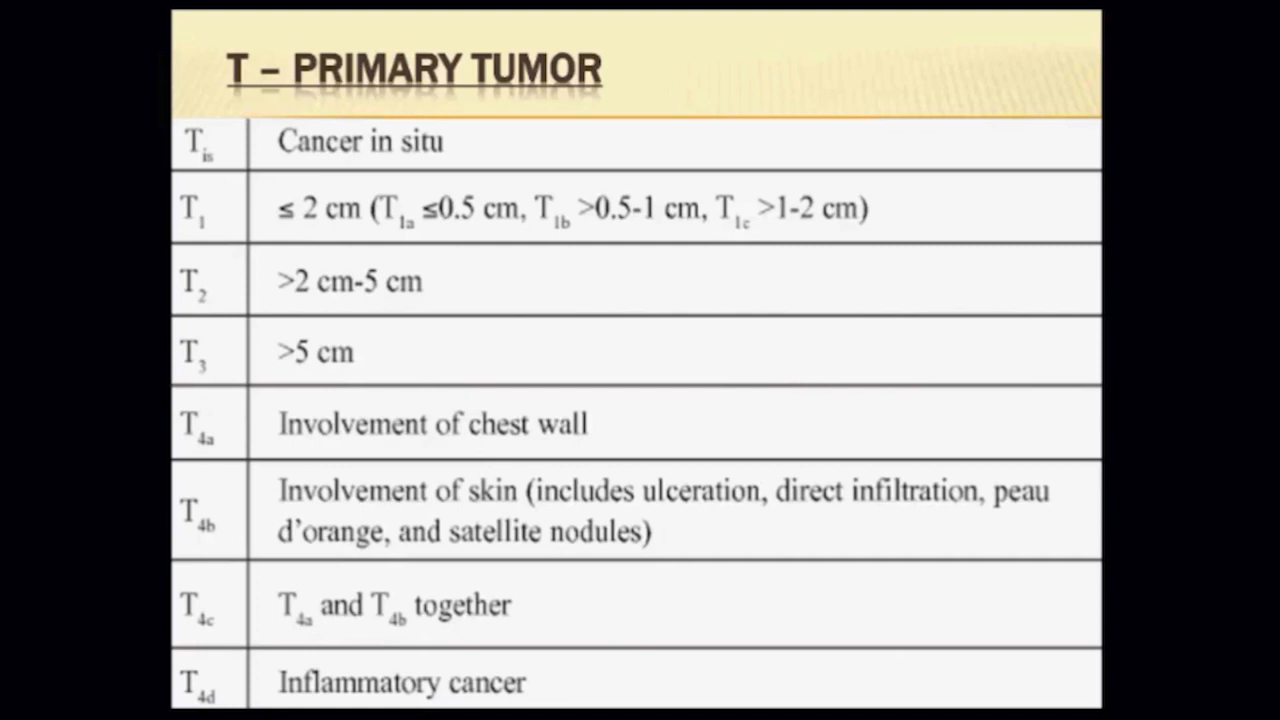 T – PRIMARY TUMOR
Tis Cancer in situ
T1 ≤ 2 cm (T1a ≤0.5 cm, T1b >0.5-1 cm, T1c >1-2 cm)
T2 >2 cm-5 cm
T3 >5 cm
T4a Involvement of chest wall
T4b Involvement of skin (includes ulceration, direct infiltration, peau
d’orange, and satellite nodules)
T4c T4a and T4b together
T4d Inflammatory cancer